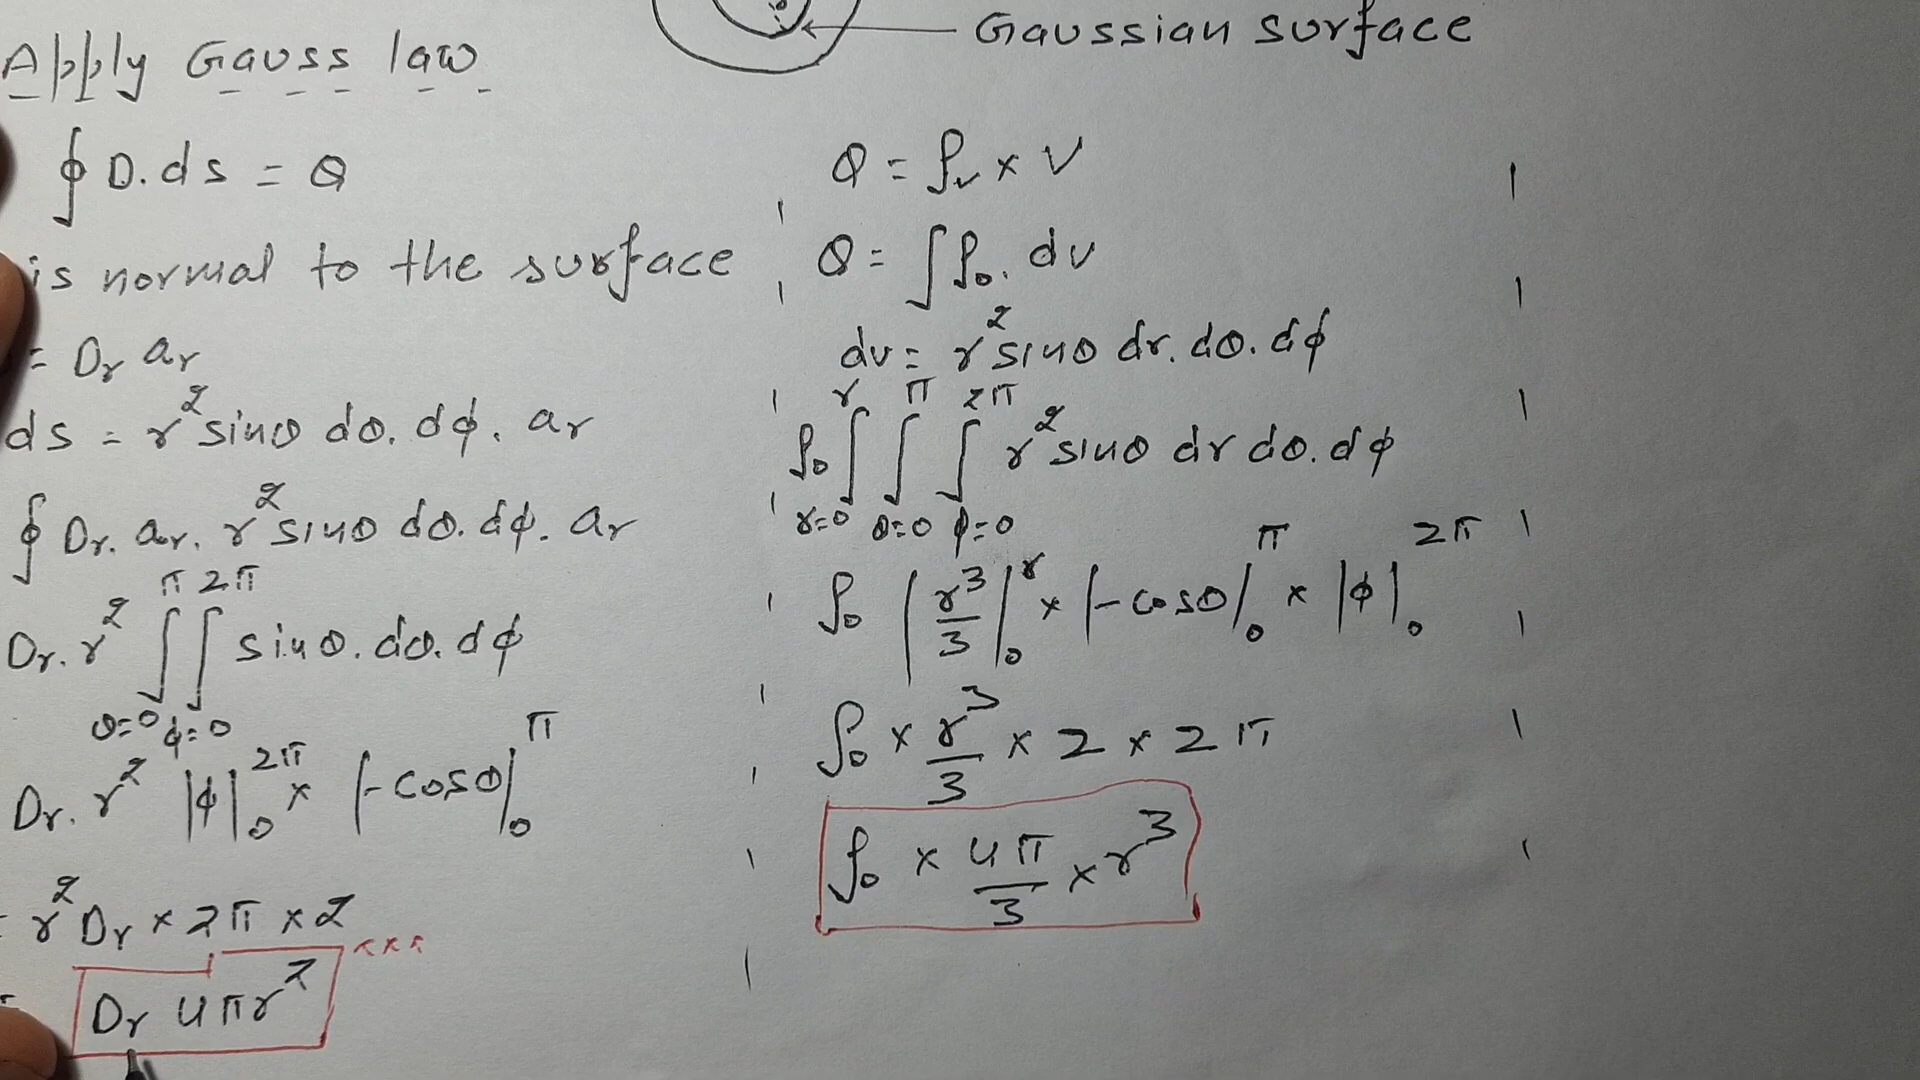 Gaussian surface
Apply Gauss law
∮ D.ds = Q
is normal to the surface
= Dr ar
ds = r² sinθ dθ. dφ. ar
∮ Dr. ar. r² sinθ dθ. dφ. ar
Dr. r² ∫_{θ=0}^{π} ∫_{φ=0}^{2π} sinθ. dθ. dφ
Dr. r² |φ|₀^{2π} × |-cosθ|₀^{π}
= r² Dr × 2π × 2
= Dr 4πr²
Q = ρv × V
Q = ∫ρ₀. dv
dv = r² sinθ dr. dθ. dφ
ρ₀ ∫_{r=0}^{r} ∫_{θ=0}^{π} ∫_{φ=0}^{2π} r² sinθ dr dθ. dφ
ρ₀ |r³/3|₀^{r} × |-cosθ|₀^{π} × |φ|₀^{2π}
ρ₀ × r³/3 × 2 × 2π
ρ₀ × 4π/3 × r³